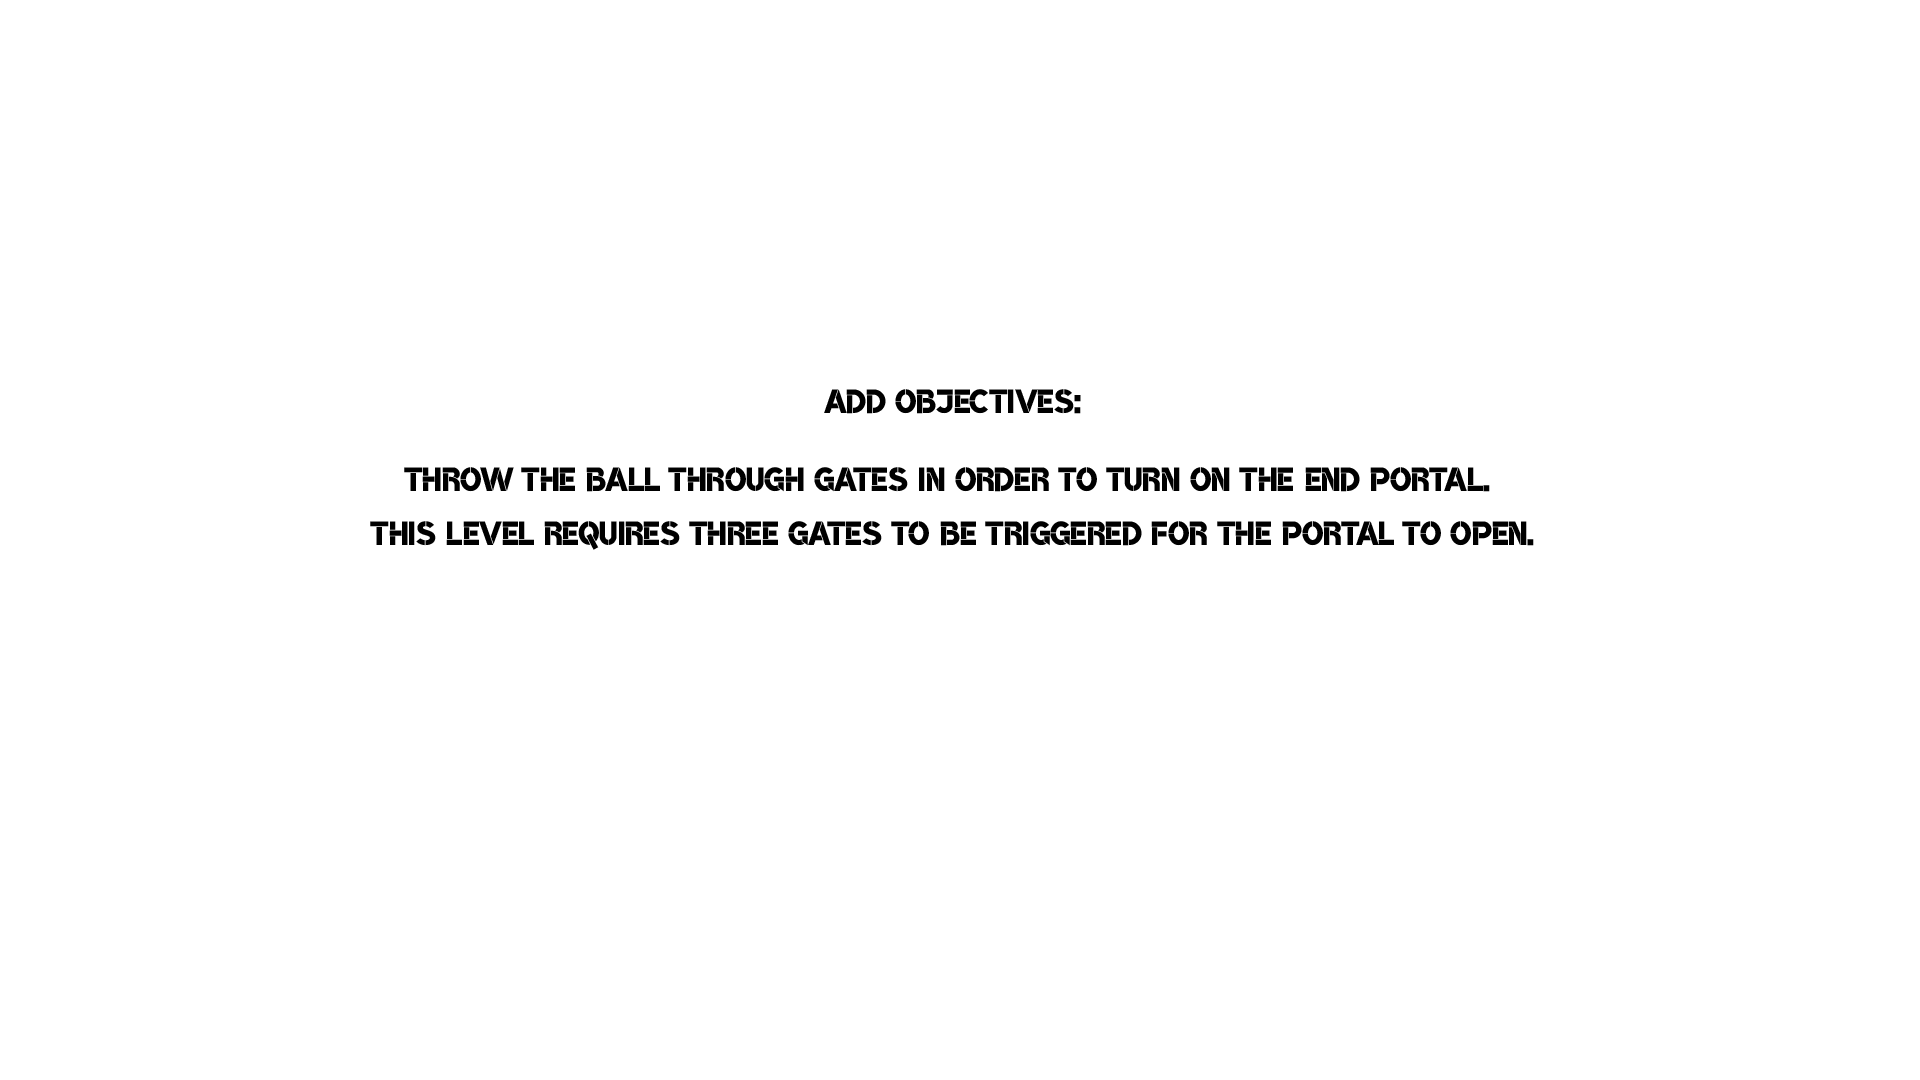 ADD OBJECTIVES:
THROW THE BALL THROUGH GATES IN ORDER TO TURN ON THE END PORTAL.
THIS LEVEL REQUIRES THREE GATES TO BE TRIGGERED FOR THE PORTAL TO OPEN.